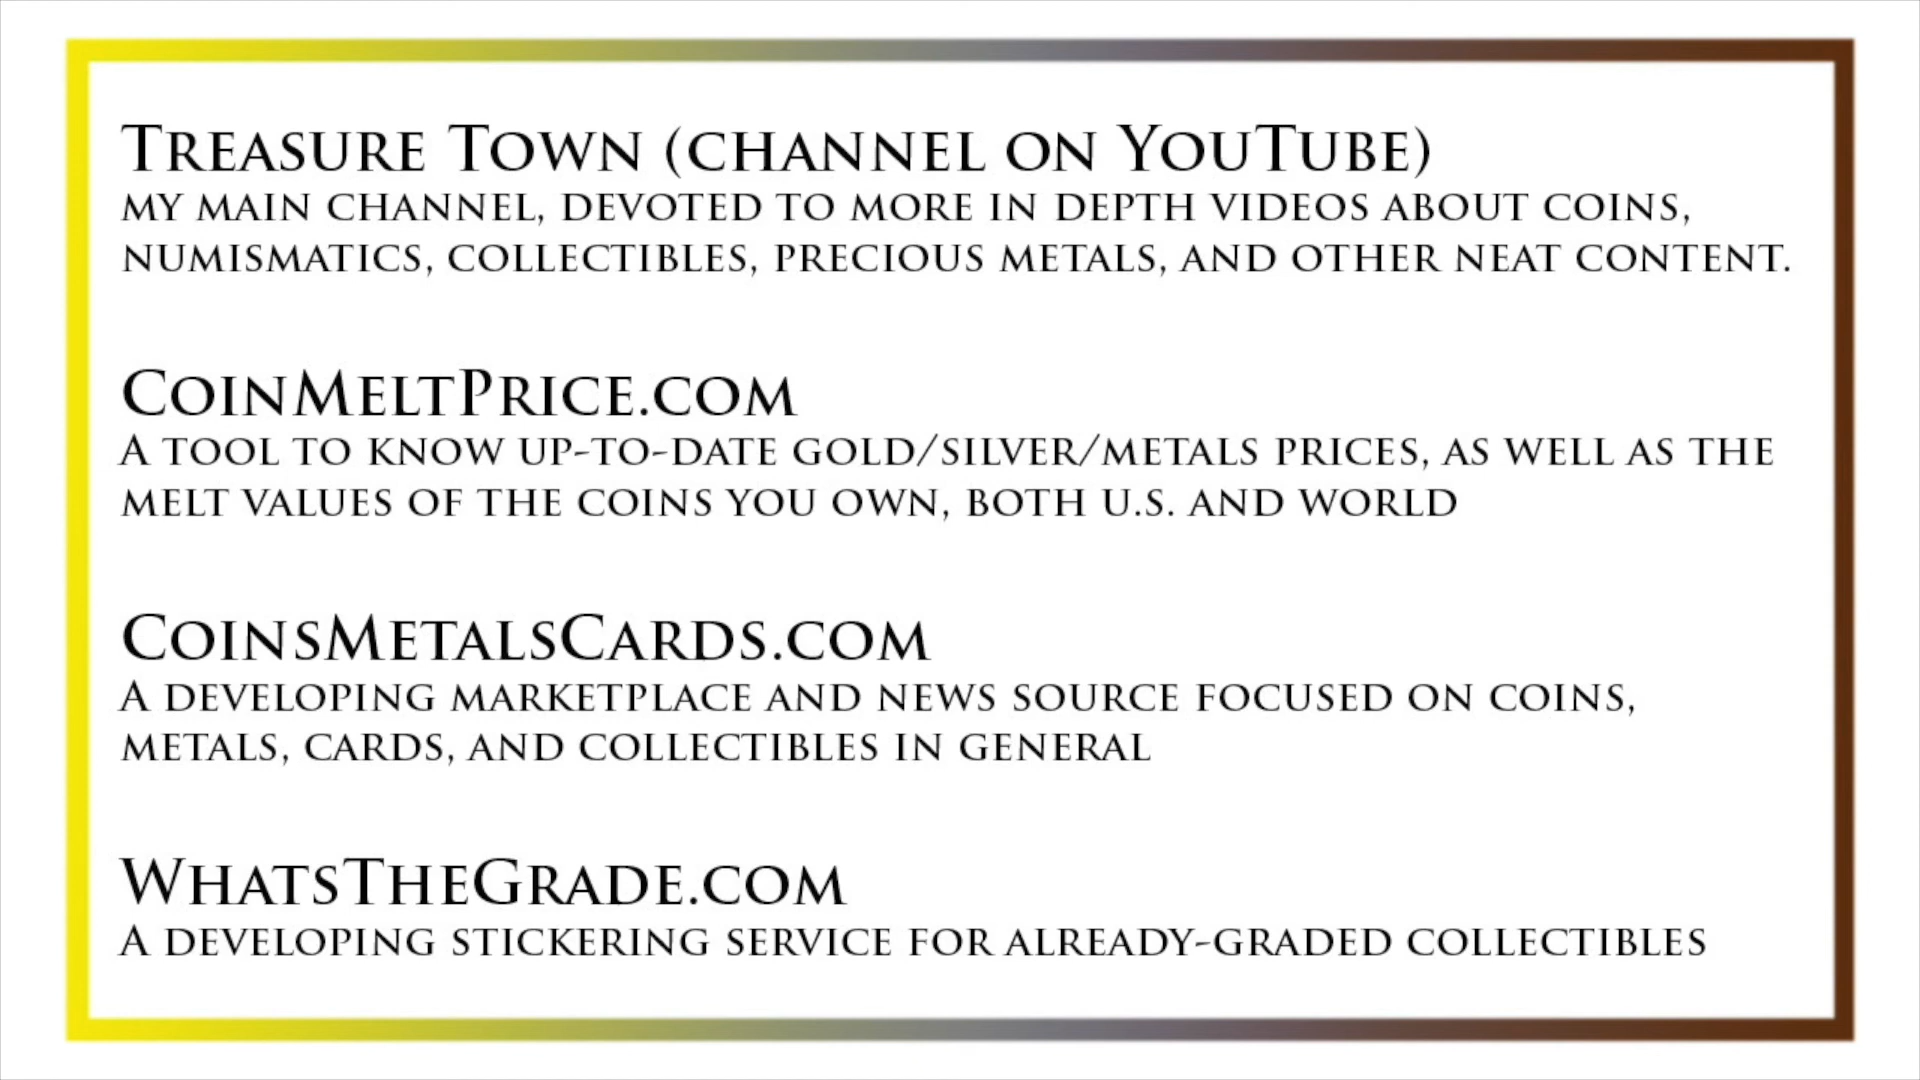 Treasure Town (channel on YouTube)
my main channel, devoted to more in depth videos about coins,
numismatics, collectibles, precious metals, and other neat content.
CoinMeltPrice.com
A tool to know up-to-date gold/silver/metals prices, as well as the
melt values of the coins you own, both U.S. and world
CoinsMetalsCards.com
A developing marketplace and news source focused on coins,
metals, cards, and collectibles in general
WhatsTheGrade.com
A developing stickering service for already-graded collectibles